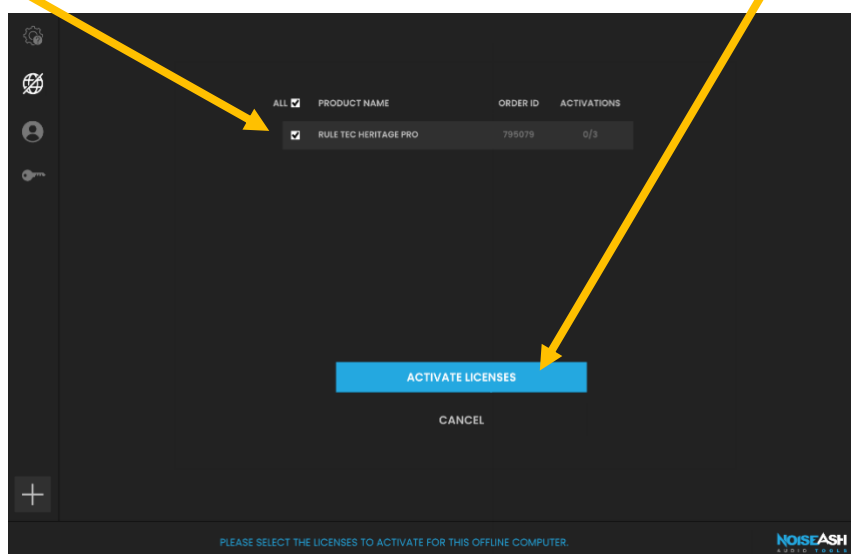 ALL PRODUCT NAME ORDER ID ACTIVATIONS
RULE TEC HERITAGE PRO 795079 0/3
ACTIVATE LICENSES
CANCEL
PLEASE SELECT THE LICENSES TO ACTIVATE FOR THIS OFFLINE COMPUTER.
NOISEASH
AUDIO TOOLS